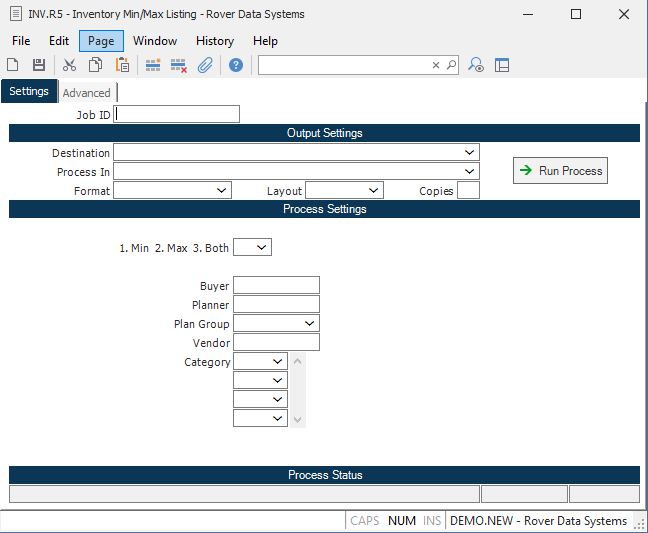 INV.R5 - Inventory Min/Max Listing - Rover Data Systems
File Edit Page Window History Help
Settings Advanced
Job ID
Output Settings
Destination
Process In
Run Process
Format Layout Copies
Process Settings
1. Min 2. Max 3. Both
Buyer
Planner
Plan Group
Vendor
Category
Process Status
CAPS NUM INS DEMO.NEW - Rover Data Systems